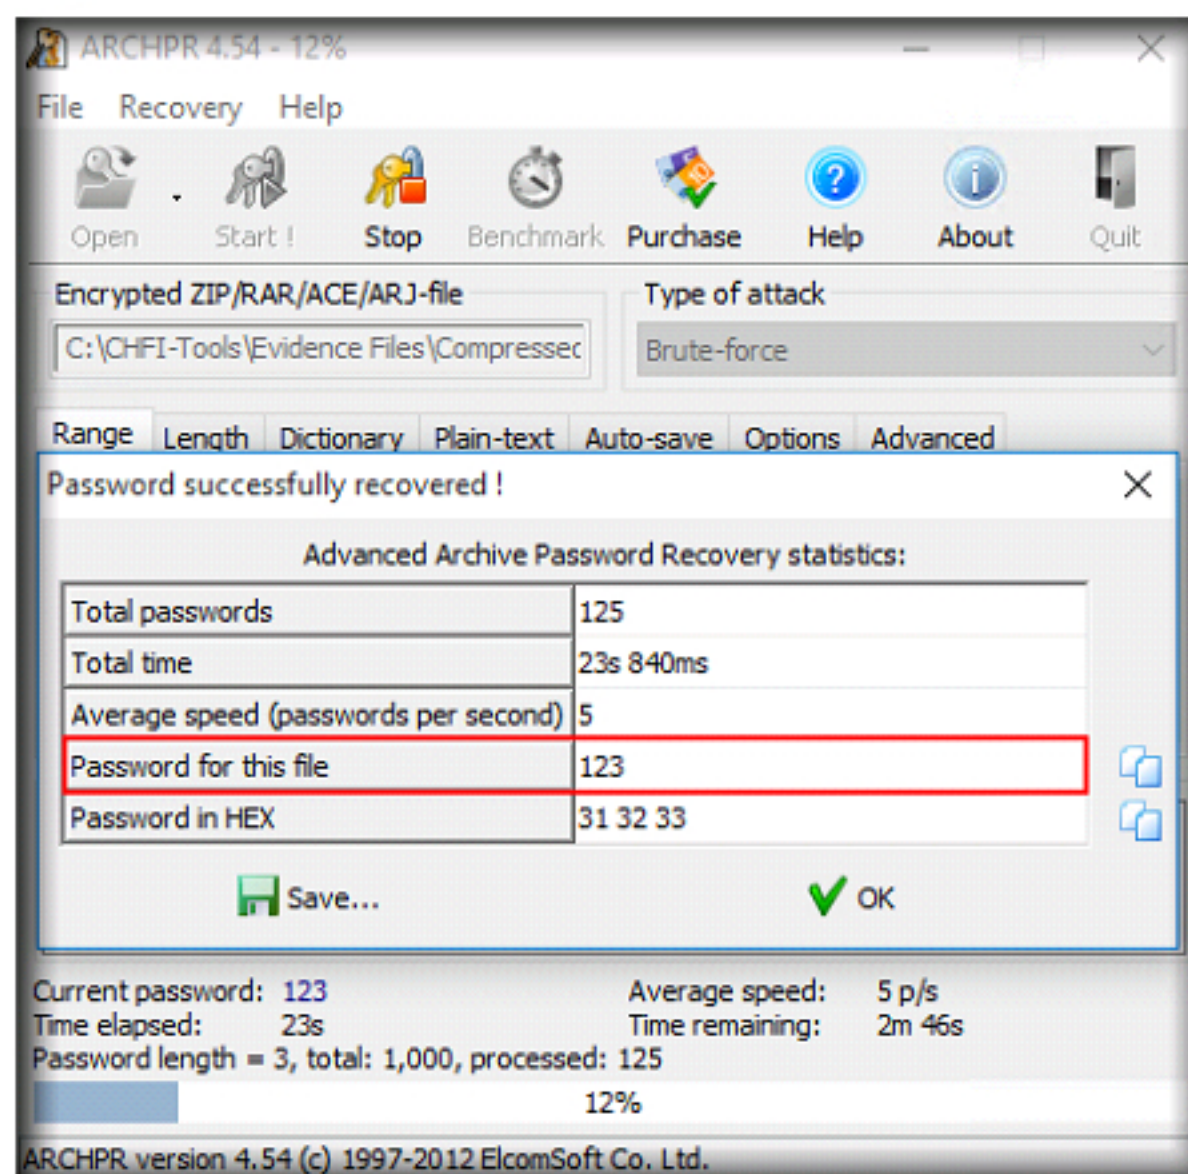 ARCHPR 4.54 - 12%
File Recovery Help
Open Start ! Stop Benchmark Purchase Help About Quit
Encrypted ZIP/RAR/ACE/ARJ-file Type of attack
C:\CHFI-Tools\Evidence Files\Compressec Brute-force
Range Length Dictionary Plain-text Auto-save Options Advanced
Password successfully recovered !
Advanced Archive Password Recovery statistics:
Total passwords 125
Total time 23s 840ms
Average speed (passwords per second) 5
Password for this file 123
Password in HEX 31 32 33
Save... OK
Current password: 123 Average speed: 5 p/s
Time elapsed: 23s Time remaining: 2m 46s
Password length = 3, total: 1,000, processed: 125
12%
ARCHPR version 4.54 (c) 1997-2012 ElcomSoft Co. Ltd.